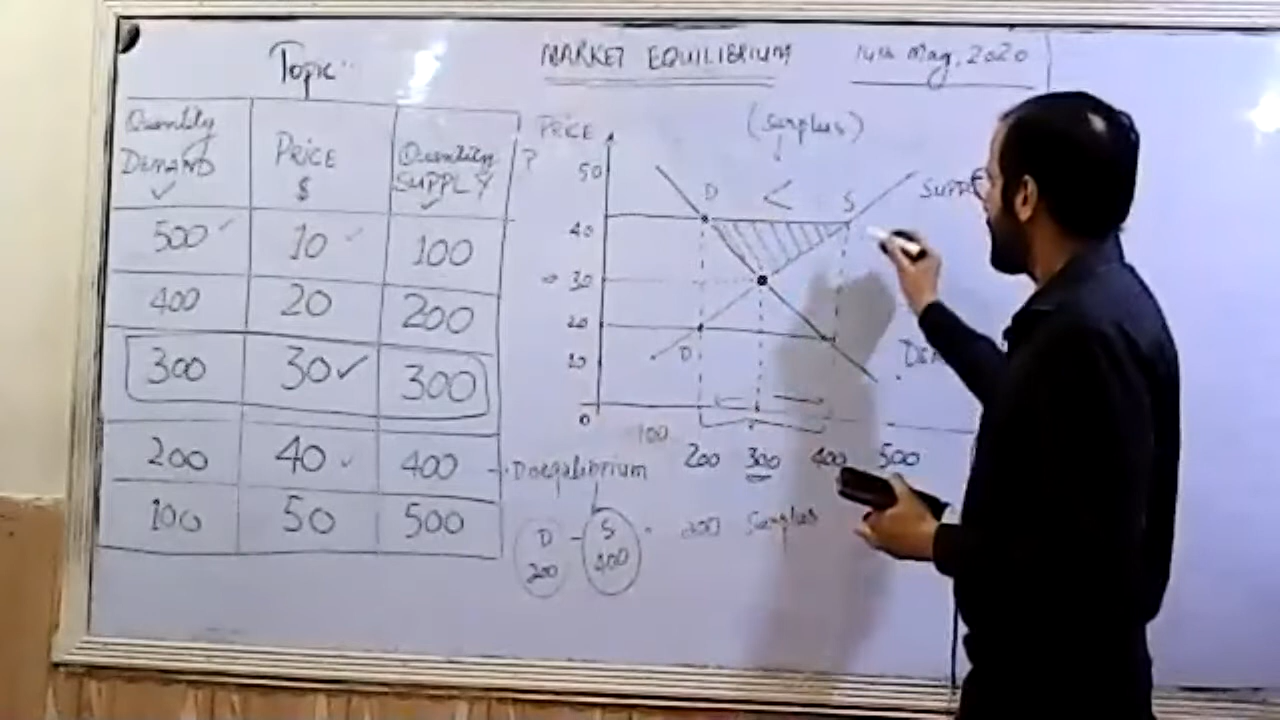 Topic
MARKET EQUILIBRIUM
14th May, 2020
Quantity DEMAND
PRICE $
Quantity SUPPLY
?
500 10 100
400 20 200
300 30 300
200 40 400
100 50 500
PRICE
(Surplus)
50
40
30
20
10
0
D
<
S
D
100 200 300 400 500
D - S
200 400
200 Surplus